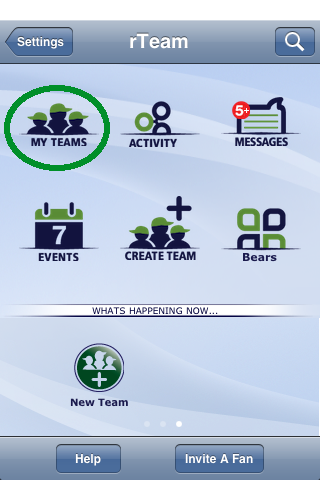 Settings
rTeam
5+
MY TEAMS
ACTIVITY
MESSAGES
7
EVENTS
CREATE TEAM
Bears
WHATS HAPPENING NOW...
New Team
Help
Invite A Fan